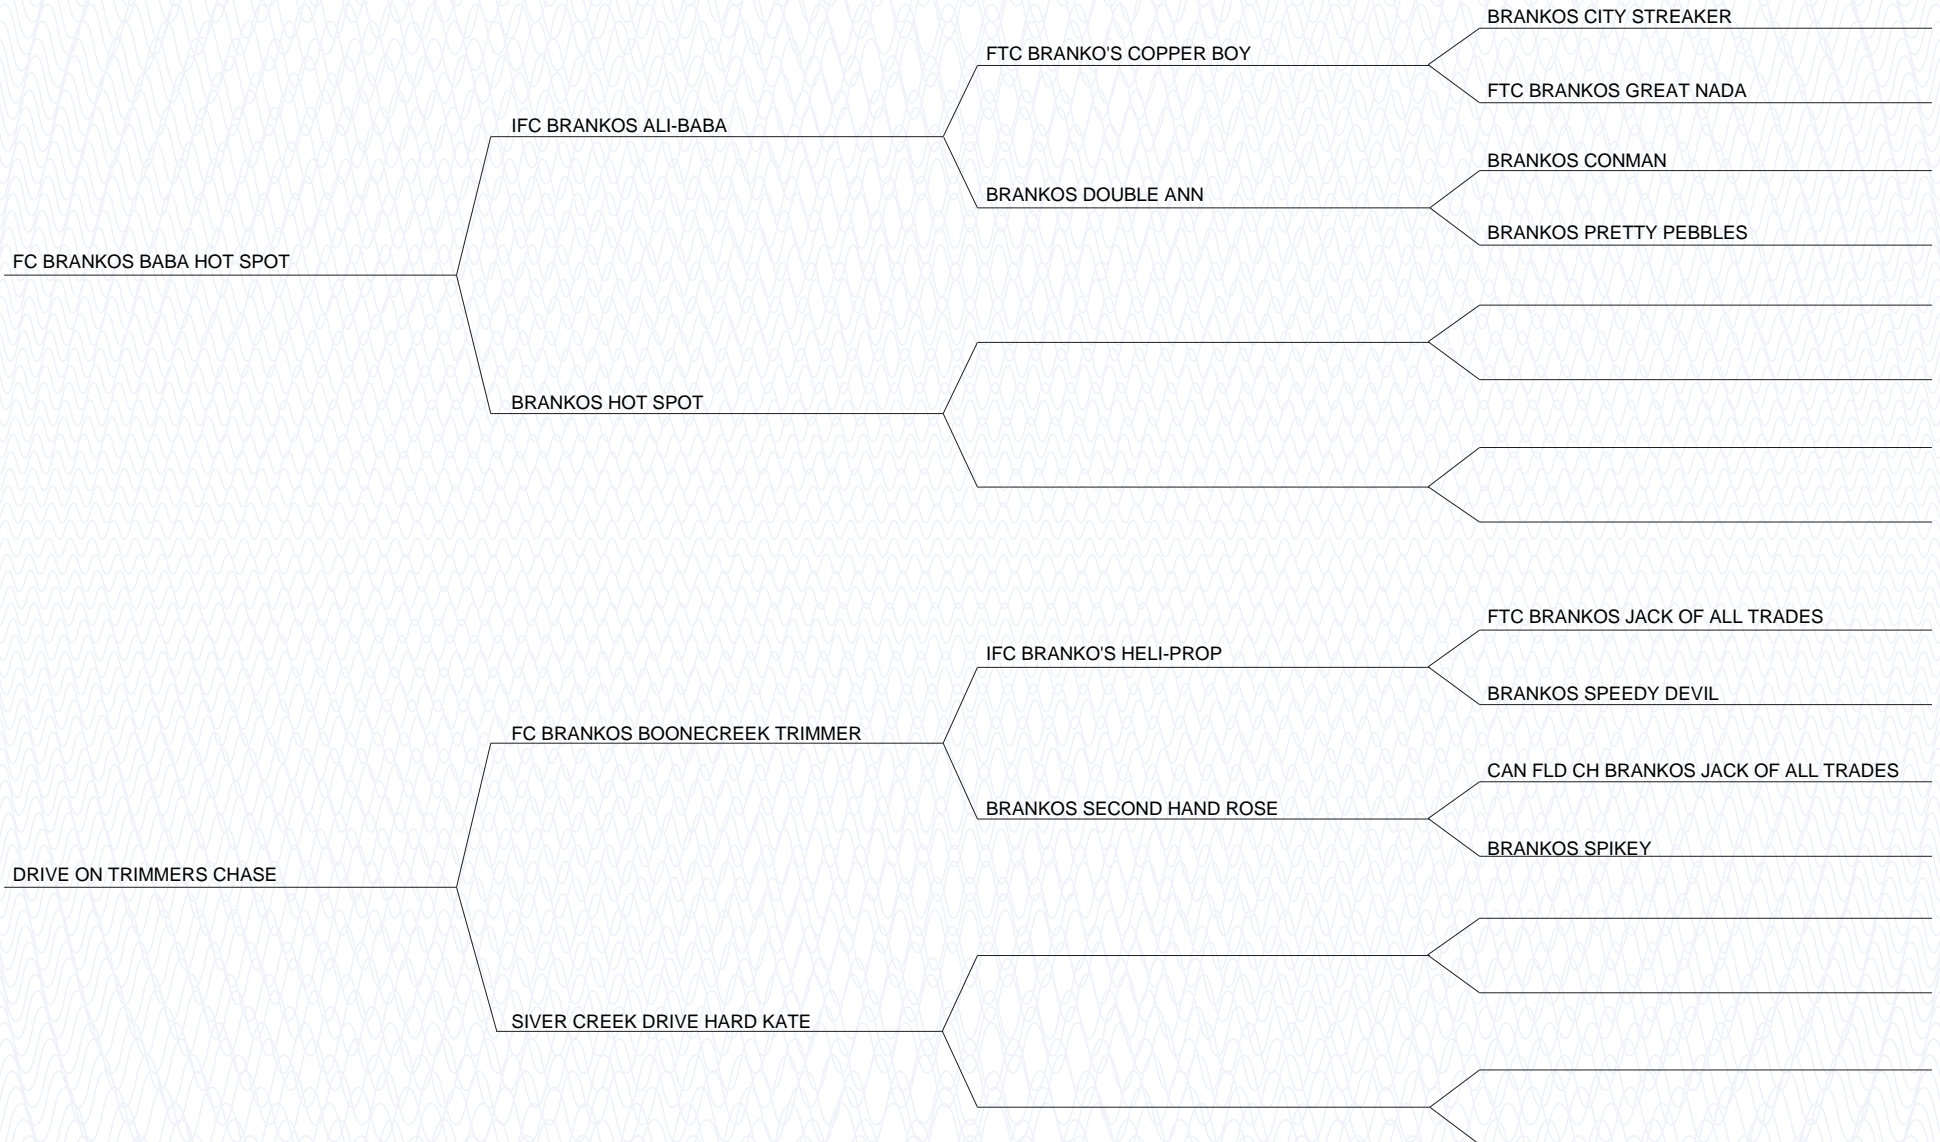 BRANKOS CITY STREAKER
FTC BRANKO'S COPPER BOY
FTC BRANKOS GREAT NADA
IFC BRANKOS ALI-BABA
BRANKOS CONMAN
BRANKOS DOUBLE ANN
BRANKOS PRETTY PEBBLES
FC BRANKOS BABA HOT SPOT
BRANKOS HOT SPOT
FTC BRANKOS JACK OF ALL TRADES
IFC BRANKO'S HELI-PROP
BRANKOS SPEEDY DEVIL
FC BRANKOS BOONECREEK TRIMMER
CAN FLD CH BRANKOS JACK OF ALL TRADES
BRANKOS SECOND HAND ROSE
BRANKOS SPIKEY
DRIVE ON TRIMMERS CHASE
SIVER CREEK DRIVE HARD KATE